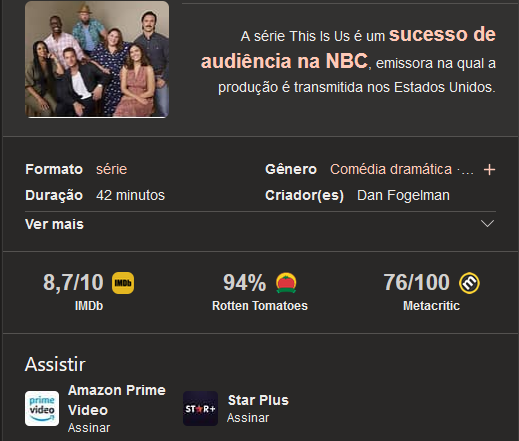 A série This Is Us é um sucesso de
audiência na NBC, emissora na qual a
produção é transmitida nos Estados Unidos.
Formato série
Gênero Comédia dramática ·... +
Duração 42 minutos
Criador(es) Dan Fogelman
Ver mais
8,7/10 IMDb
94%
76/100 m
IMDb
Rotten Tomatoes
Metacritic
Assistir
prime
video
Amazon Prime
Video
Assinar
STAR+
Star Plus
Assinar